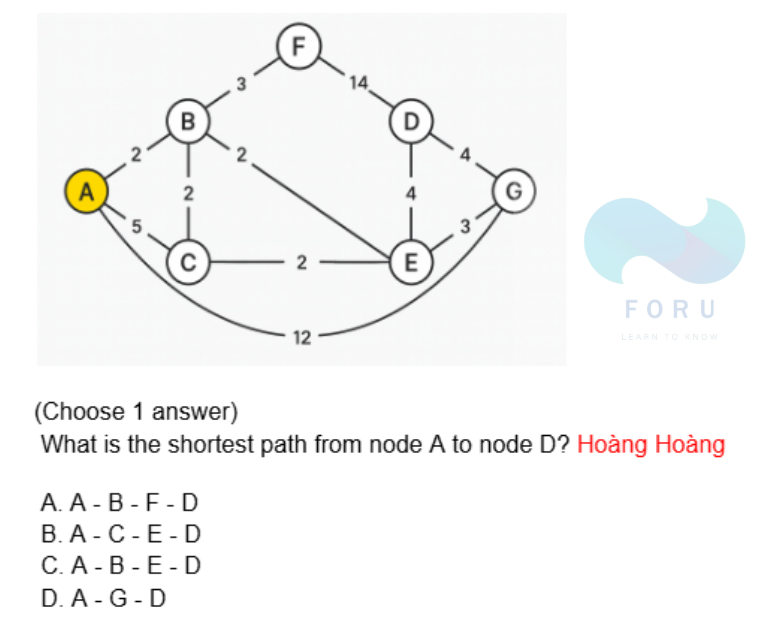 F
3
14
B
D
2
2
4
A
2
4
G
5
3
C
2
E
12
FORU
LEARN TO KNOW
(Choose 1 answer)
What is the shortest path from node A to node D? Hoàng Hoàng
A. A - B - F - D
B. A - C - E - D
C. A - B - E - D
D. A - G - D